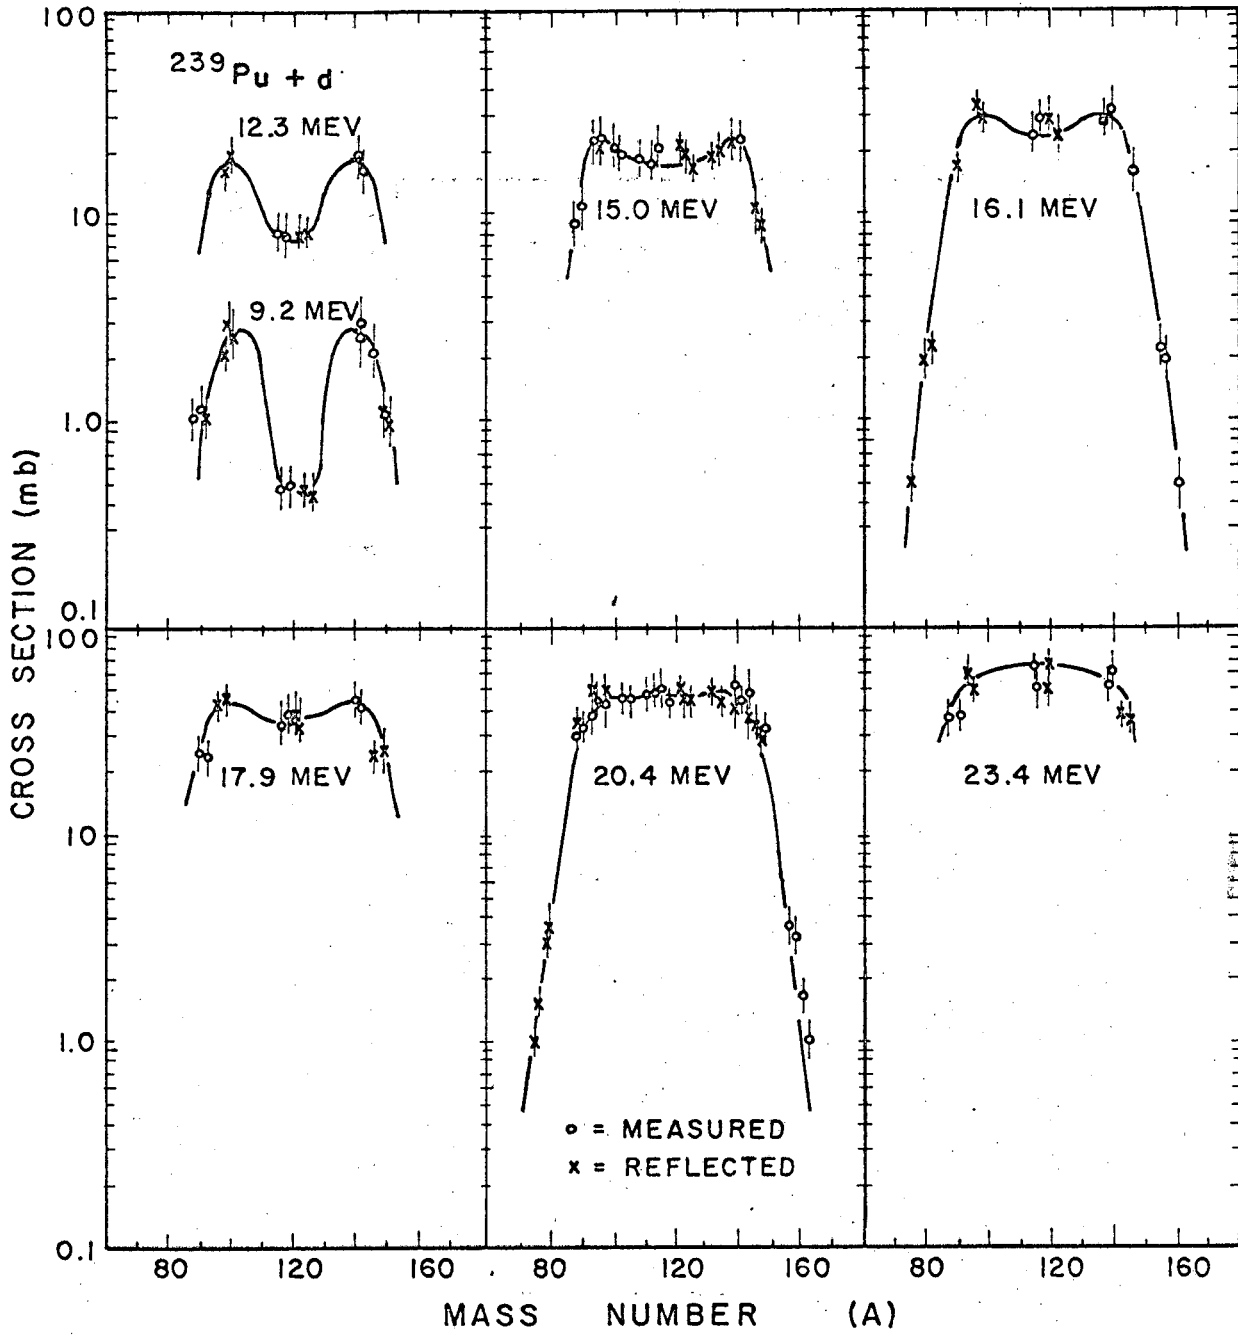 100
239Pu + d
12.3 MEV
10
15.0 MEV
16.1 MEV
9.2 MEV
1.0
0.1
100
17.9 MEV
20.4 MEV
23.4 MEV
10
1.0
o = MEASURED
x = REFLECTED
0.1
80 120 160 80 120 160 80 120 160
CROSS SECTION (mb)
MASS NUMBER (A)